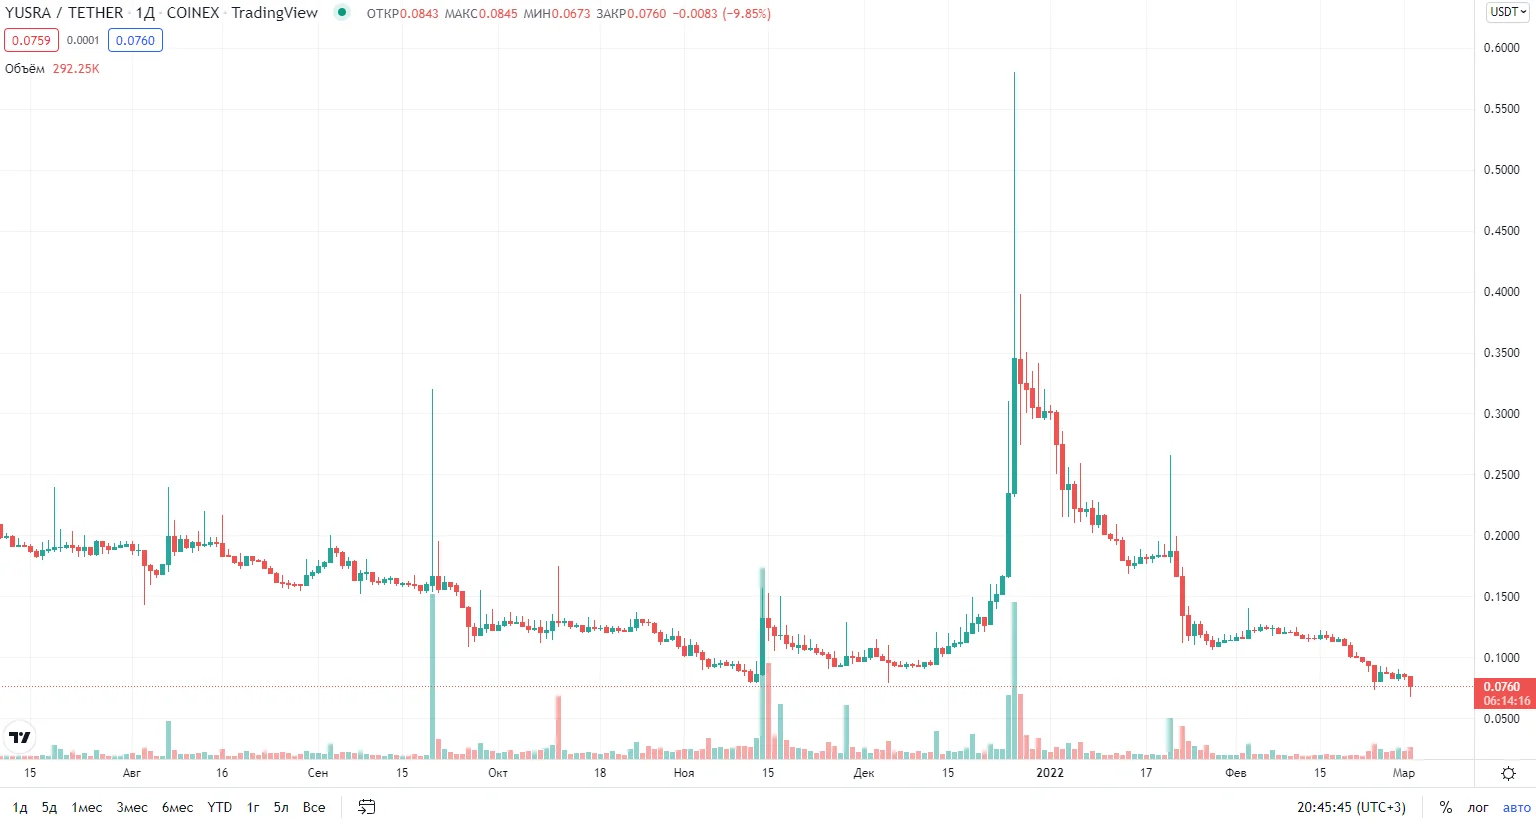 YUSRA / TETHER · 1Д · COINEX · TradingView ОТКР0.0843 МАКС0.0845 МИН0.0673 ЗАКР0.0760 −0.0083 (−9.85%) USDT
0.0759 0.0001 0.0760
Объём 292.25K
0.6000
0.5500
0.5000
0.4500
0.4000
0.3500
0.3000
0.2500
0.2000
0.1500
0.1000
0.0760
06:14:16
0.0500
15 Авг 16 Сен 15 Окт 18 Ноя 15 Дек 15 2022 17 Фев 15 Мар
1д 5д 1мес 3мес 6мес YTD 1г 5л Все 20:45:45 (UTC+3) % лог авто